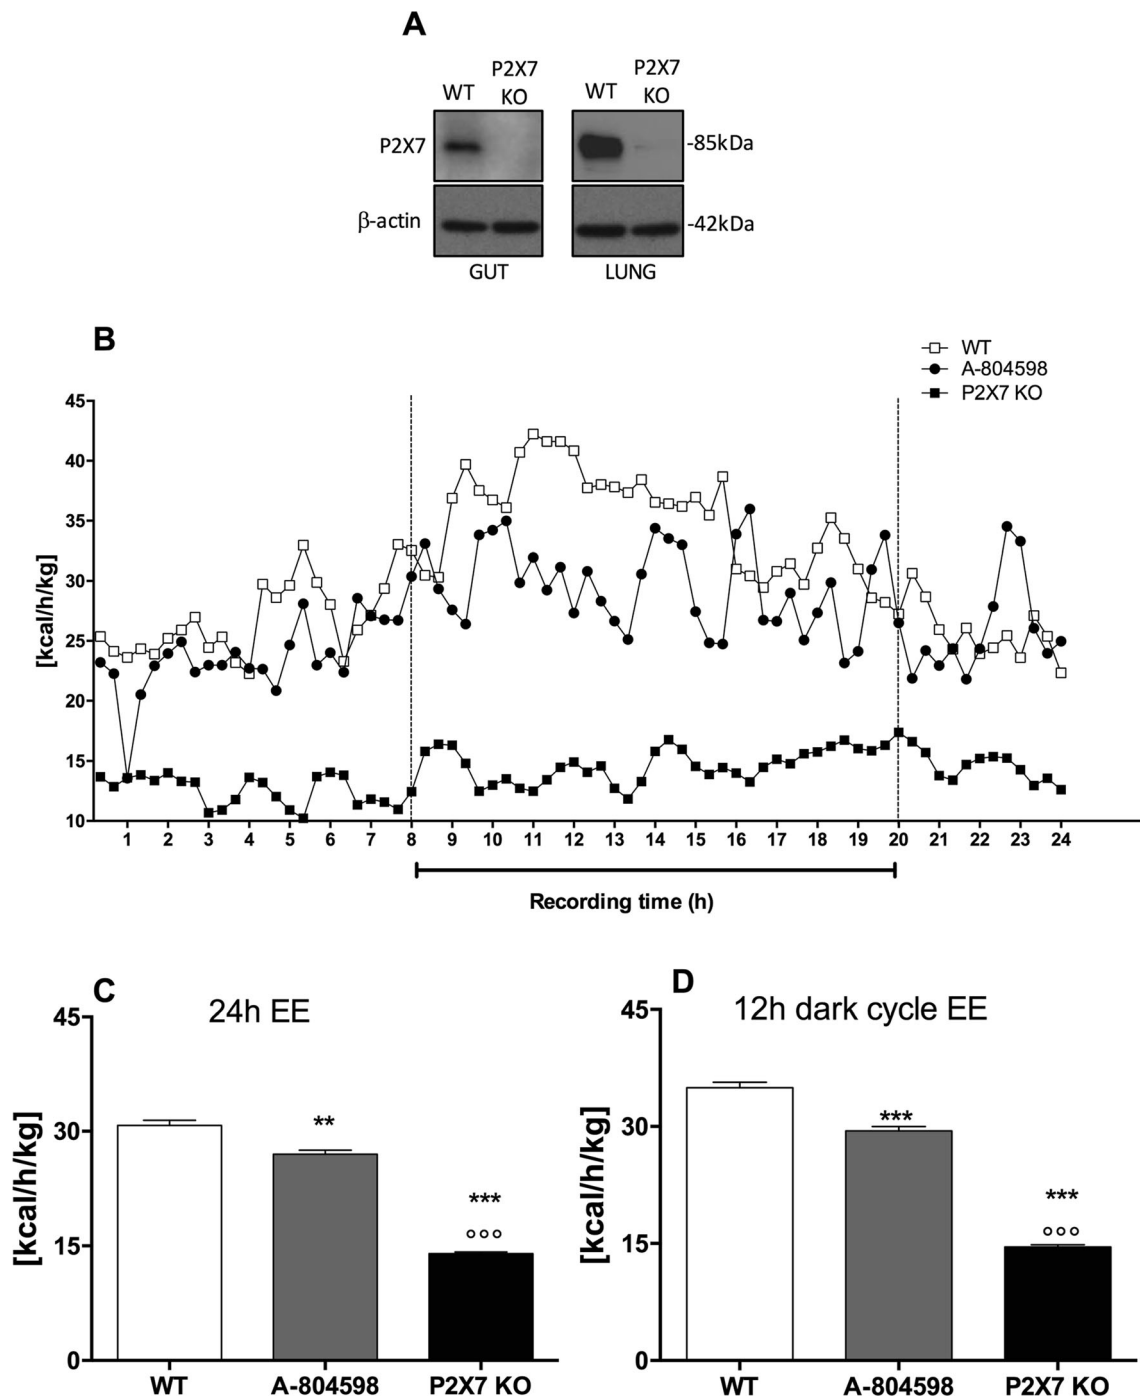 A
WT
P2X7
KO
WT
P2X7
KO
P2X7
-85kDa
β-actin
-42kDa
GUT
LUNG
B
WT
A-804598
P2X7 KO
[kcal/h/kg]
45
40
35
30
25
20
15
10
1 2 3 4 5 6 7 8 9 10 11 12 13 14 15 16 17 18 19 20 21 22 23 24
Recording time (h)
C
24h EE
[kcal/h/kg]
45
30
15
0
**
***
°°°
WT A-804598 P2X7 KO
D
12h dark cycle EE
[kcal/h/kg]
45
30
15
0
***
***
°°°
WT A-804598 P2X7 KO